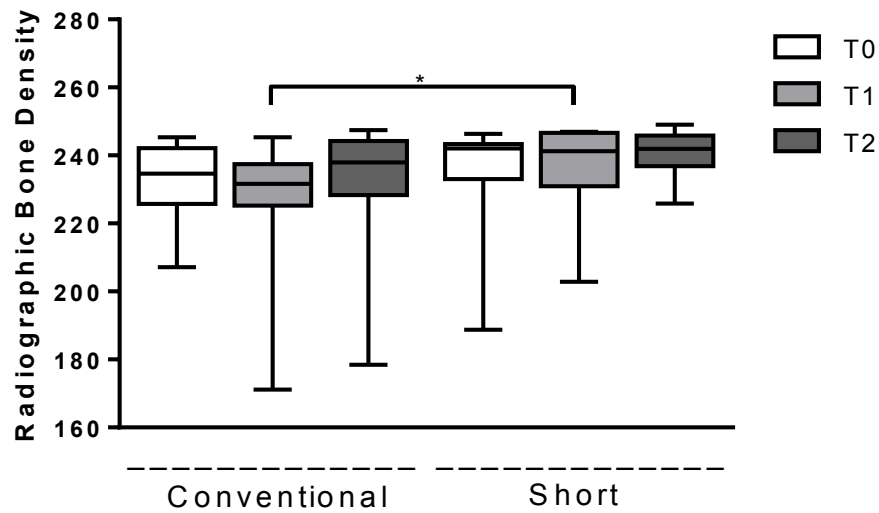 Radiographic Bone Density
280
260
240
220
200
180
160
*
T0
T1
T2
Conventional
Short